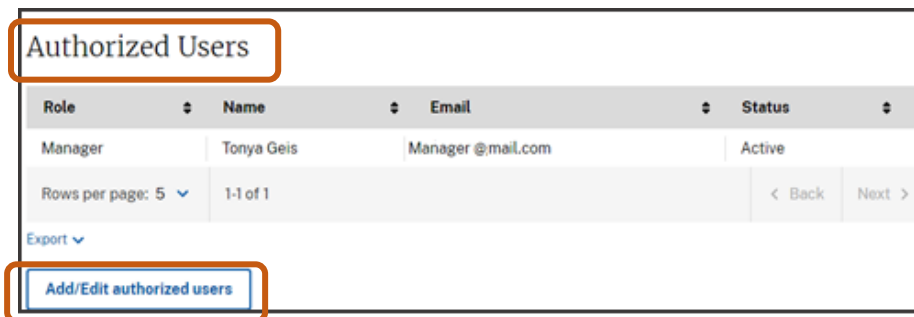 Authorized Users
Role Name Email Status
Manager Tonya Geis Manager @mail.com Active
Rows per page: 5 1-1 of 1 < Back Next >
Export
Add/Edit authorized users